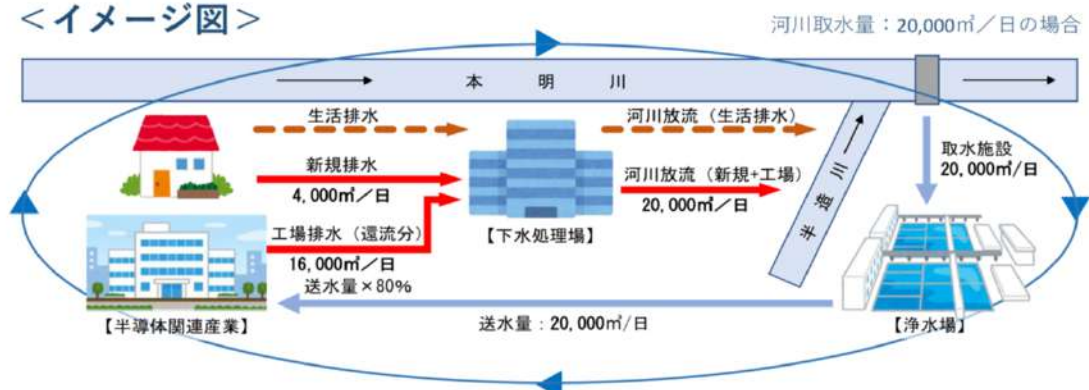 ＜イメージ図＞
河川取水量：20,000㎥／日の場合
本明川
生活排水
河川放流（生活排水）
新規排水
4,000㎥／日
河川放流（新規+工場）
20,000㎥／日
取水施設
20,000㎥/日
半造川
工場排水（還流分）
16,000㎥／日
送水量×80%
【下水処理場】
【半導体関連産業】
送水量：20,000㎥/日
【浄水場】